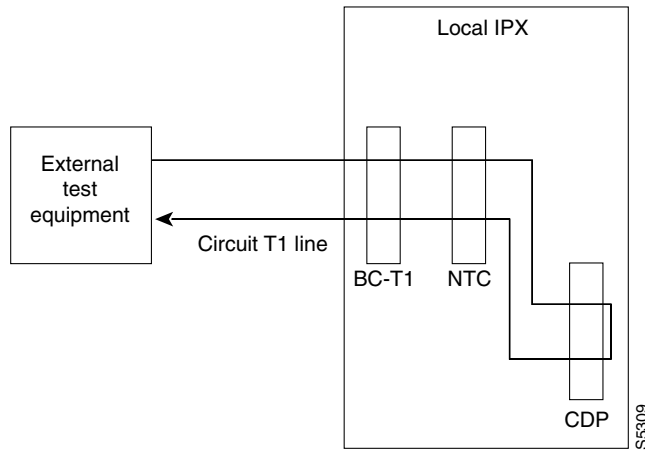 Local IPX
External
test
equipment
Circuit T1 line
BC-T1
NTC
CDP
S5309